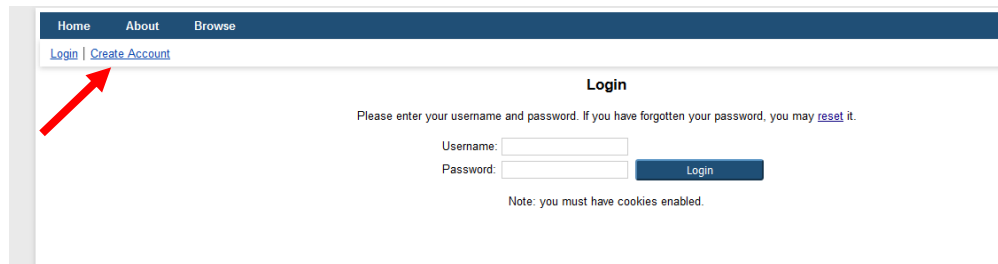 Home About Browse
Login | Create Account
Login
Please enter your username and password. If you have forgotten your password, you may reset it.
Username:
Password: Login
Note: you must have cookies enabled.